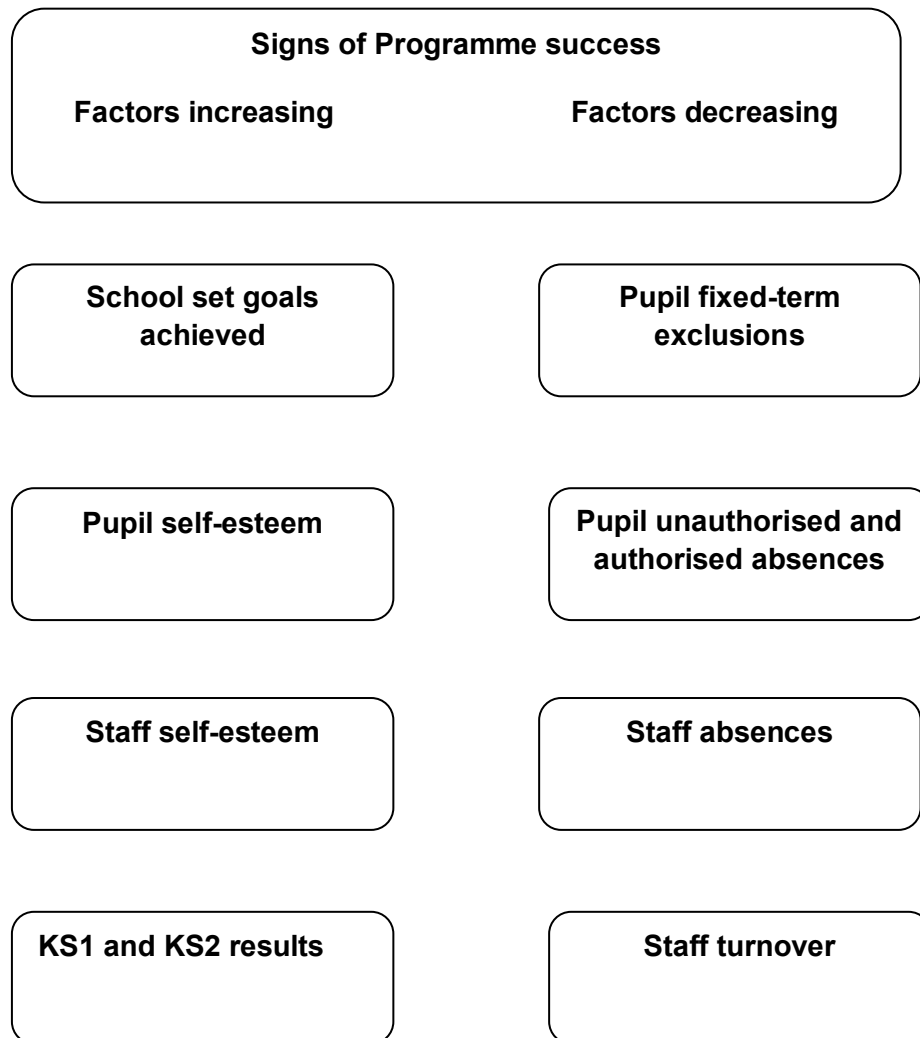 Signs of Programme success
Factors increasing
Factors decreasing
School set goals
achieved
Pupil fixed-term
exclusions
Pupil self-esteem
Pupil unauthorised and
authorised absences
Staff self-esteem
Staff absences
KS1 and KS2 results
Staff turnover